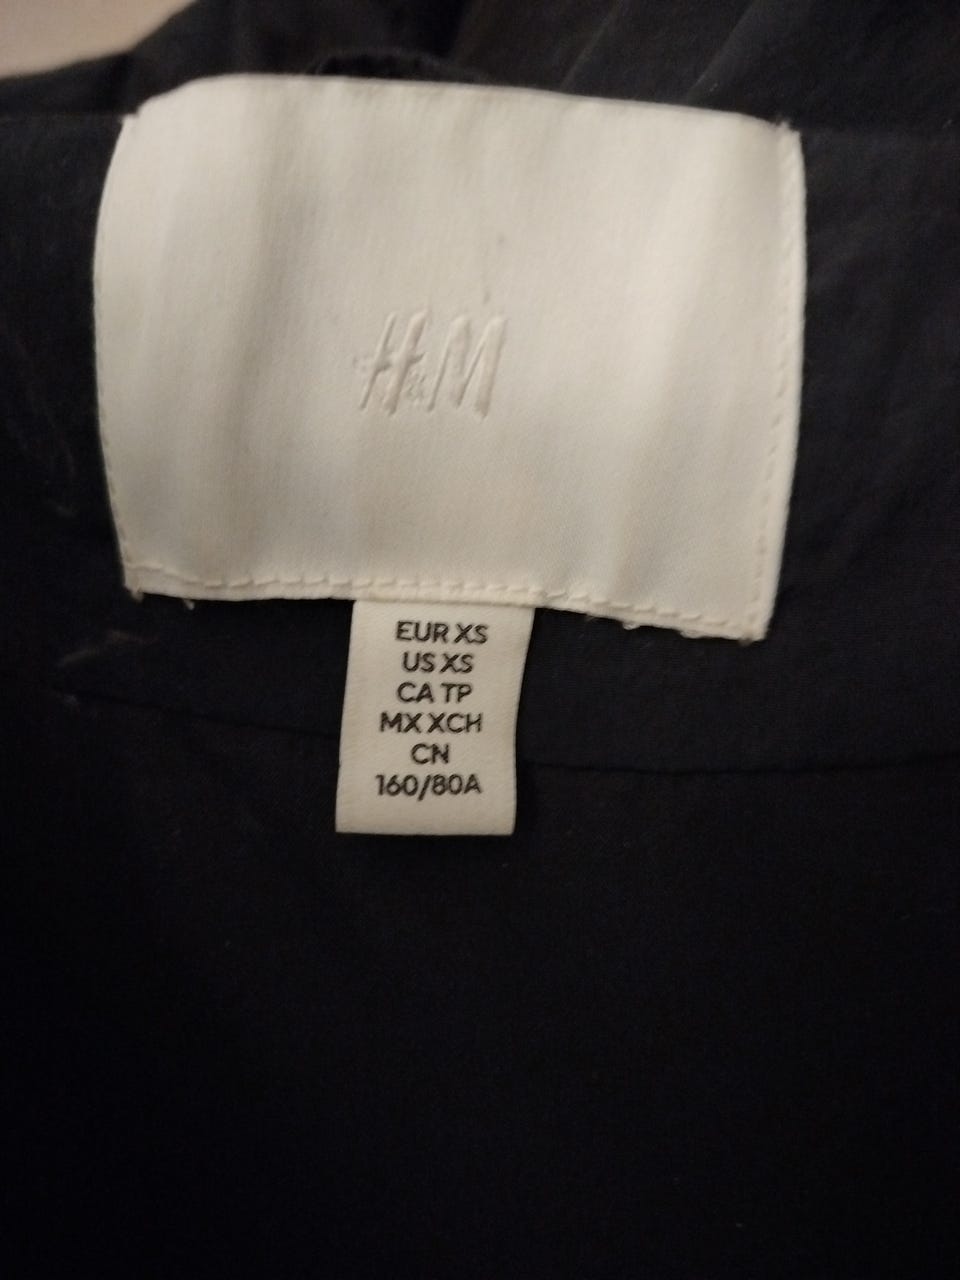 H&M
EUR XS
US XS
CA TP
MX XCH
CN
160/80A